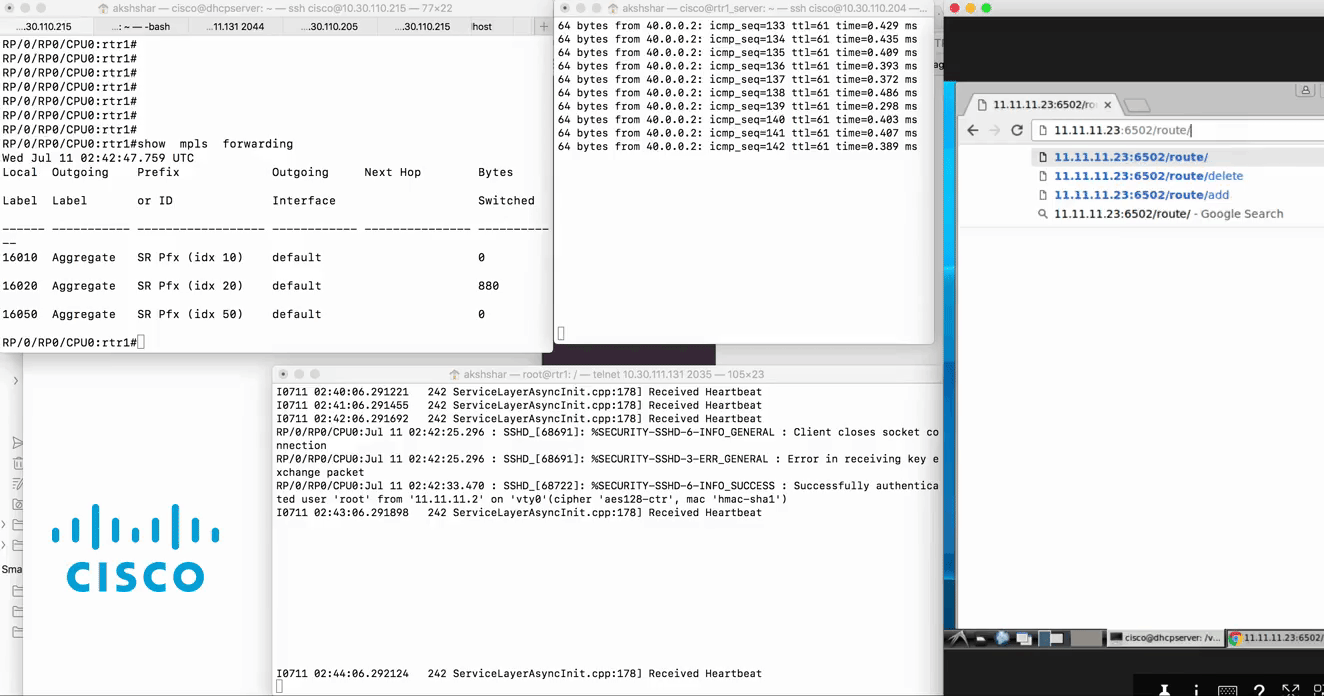 akshshar — cisco@dhcpserver: ~ — ssh cisco@10.30.110.215 — 77×22
....30.110.215 ...: ~ — -bash ...11.131 2044 ....30.110.205 ....30.110.215 host +
RP/0/RP0/CPU0:rtr1#
RP/0/RP0/CPU0:rtr1#
RP/0/RP0/CPU0:rtr1#
RP/0/RP0/CPU0:rtr1#
RP/0/RP0/CPU0:rtr1#
RP/0/RP0/CPU0:rtr1#
RP/0/RP0/CPU0:rtr1#
RP/0/RP0/CPU0:rtr1#show mpls forwarding
Wed Jul 11 02:42:47.759 UTC
Local Outgoing Prefix Outgoing Next Hop Bytes
Label Label or ID Interface Switched
------ ----------- ------------------ ------------ --------------- ----------
--
16010 Aggregate SR Pfx (idx 10) default 0
16020 Aggregate SR Pfx (idx 20) default 880
16050 Aggregate SR Pfx (idx 50) default 0
RP/0/RP0/CPU0:rtr1#
akshshar — cisco@rtr1_server: ~ — ssh cisco@10.30.110.204 —...
64 bytes from 40.0.0.2: icmp_seq=133 ttl=61 time=0.429 ms
64 bytes from 40.0.0.2: icmp_seq=134 ttl=61 time=0.435 ms
64 bytes from 40.0.0.2: icmp_seq=135 ttl=61 time=0.409 ms
64 bytes from 40.0.0.2: icmp_seq=136 ttl=61 time=0.393 ms
64 bytes from 40.0.0.2: icmp_seq=137 ttl=61 time=0.372 ms
64 bytes from 40.0.0.2: icmp_seq=138 ttl=61 time=0.486 ms
64 bytes from 40.0.0.2: icmp_seq=139 ttl=61 time=0.298 ms
64 bytes from 40.0.0.2: icmp_seq=140 ttl=61 time=0.403 ms
64 bytes from 40.0.0.2: icmp_seq=141 ttl=61 time=0.407 ms
64 bytes from 40.0.0.2: icmp_seq=142 ttl=61 time=0.389 ms
11.11.11.23:6502/ro
11.11.11.23:6502/route/
11.11.11.23:6502/route/
11.11.11.23:6502/route/delete
11.11.11.23:6502/route/add
11.11.11.23:6502/route/ - Google Search
akshshar — root@rtr1: / — telnet 10.30.111.131 2035 — 105×23
I0711 02:40:06.291221 242 ServiceLayerAsyncInit.cpp:178] Received Heartbeat
I0711 02:41:06.291455 242 ServiceLayerAsyncInit.cpp:178] Received Heartbeat
I0711 02:42:06.291692 242 ServiceLayerAsyncInit.cpp:178] Received Heartbeat
RP/0/RP0/CPU0:Jul 11 02:42:25.296 : SSHD_[68691]: %SECURITY-SSHD-6-INFO_GENERAL : Client closes socket co
nnection
RP/0/RP0/CPU0:Jul 11 02:42:25.296 : SSHD_[68691]: %SECURITY-SSHD-3-ERR_GENERAL : Error in receiving key e
xchange packet
RP/0/RP0/CPU0:Jul 11 02:42:33.470 : SSHD_[68722]: %SECURITY-SSHD-6-INFO_SUCCESS : Successfully authentica
ted user 'root' from '11.11.11.2' on 'vty0'(cipher 'aes128-ctr', mac 'hmac-sha1')
I0711 02:43:06.291898 242 ServiceLayerAsyncInit.cpp:178] Received Heartbeat
I0711 02:44:06.292124 242 ServiceLayerAsyncInit.cpp:178] Received Heartbeat
Sma
CISCO
cisco@dhcpserver: /v...
11.11.11.23:6502/